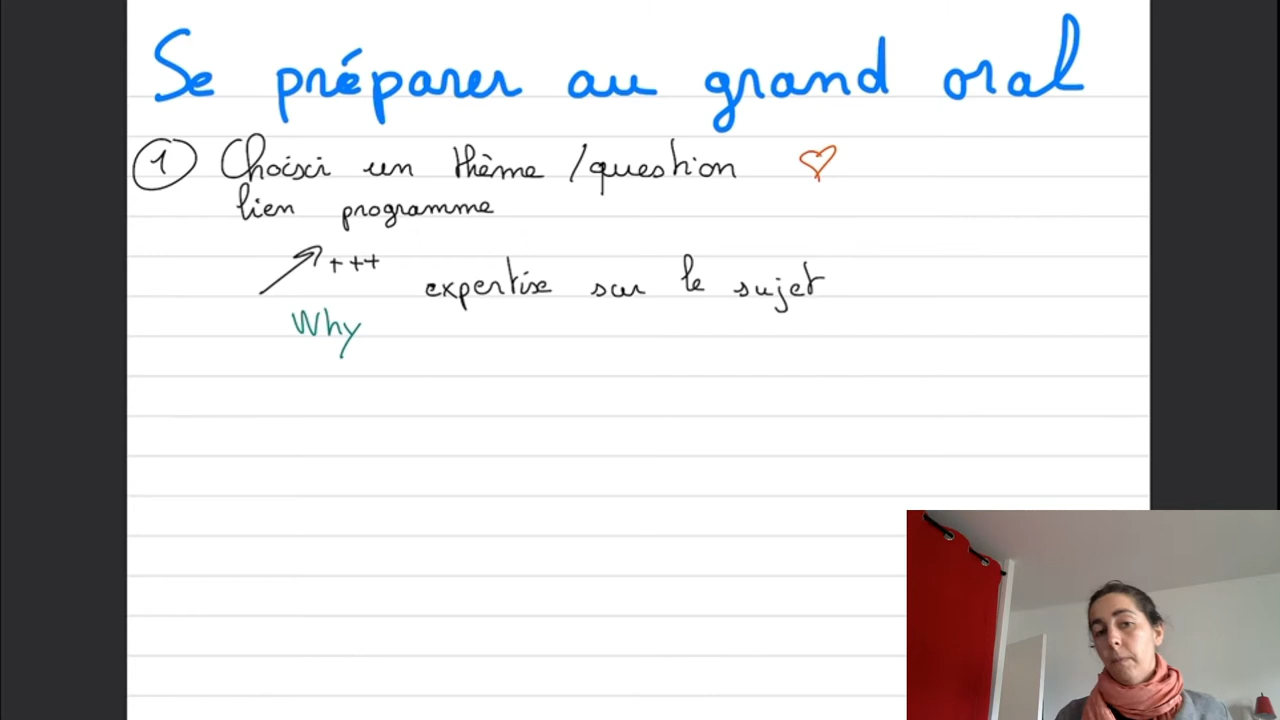 Se préparer au grand oral
1 Choisir un thème / question
lien programme
+++ expertise sur le sujet
Why